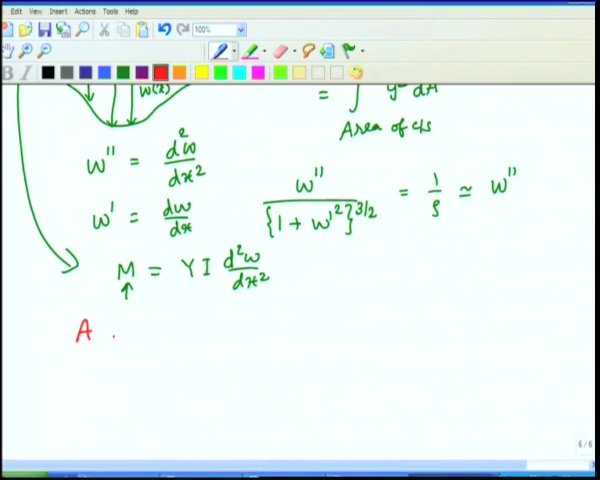 Edit View Insert Actions Tools Help
100%
B I
w(x)
= ∫ y² dA
Area of c/s
w'' = d²w/dx²
w'' / {1 + w'²}^3/2 = 1/ρ ≃ w''
w' = dw/dx
M = Y I d²w/dx²
↑
A .
6/6